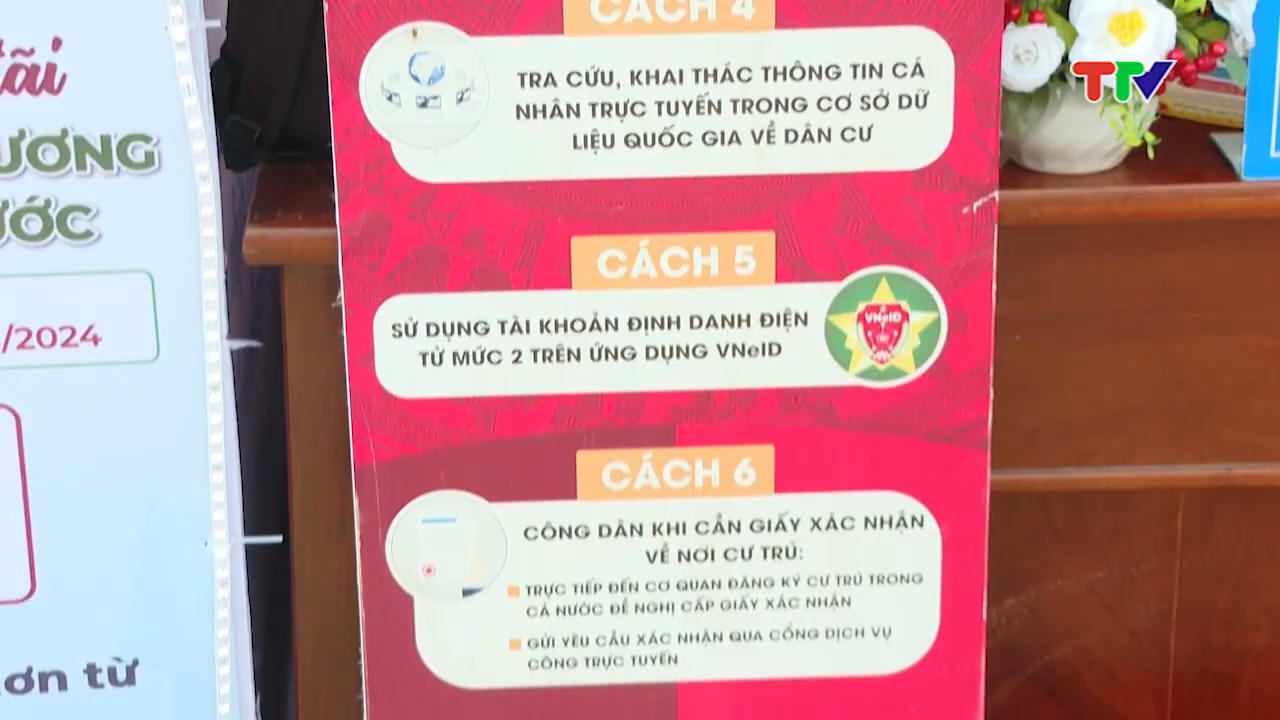 CÁCH 4
TRA CỨU, KHAI THÁC THÔNG TIN CÁ
NHÂN TRỰC TUYẾN TRONG CƠ SỞ DỮ
LIỆU QUỐC GIA VỀ DÂN CƯ
CÁCH 5
SỬ DỤNG TÀI KHOẢN ĐỊNH DANH ĐIỆN
TỬ MỨC 2 TRÊN ỨNG DỤNG VNeID
VNeID
CÁCH 6
CÔNG DÂN KHI CẦN GIẤY XÁC NHẬN
VỀ NƠI CƯ TRÚ:
TRỰC TIẾP ĐẾN CƠ QUAN ĐĂNG KÝ CƯ TRÚ TRONG
CẢ NƯỚC ĐỀ NGHỊ CẤP GIẤY XÁC NHẬN
GỬI YÊU CẦU XÁC NHẬN QUA CỔNG DỊCH VỤ
CÔNG TRỰC TUYẾN
TTV
ƯƠNG
ƯỚC
/2024
ơn từ